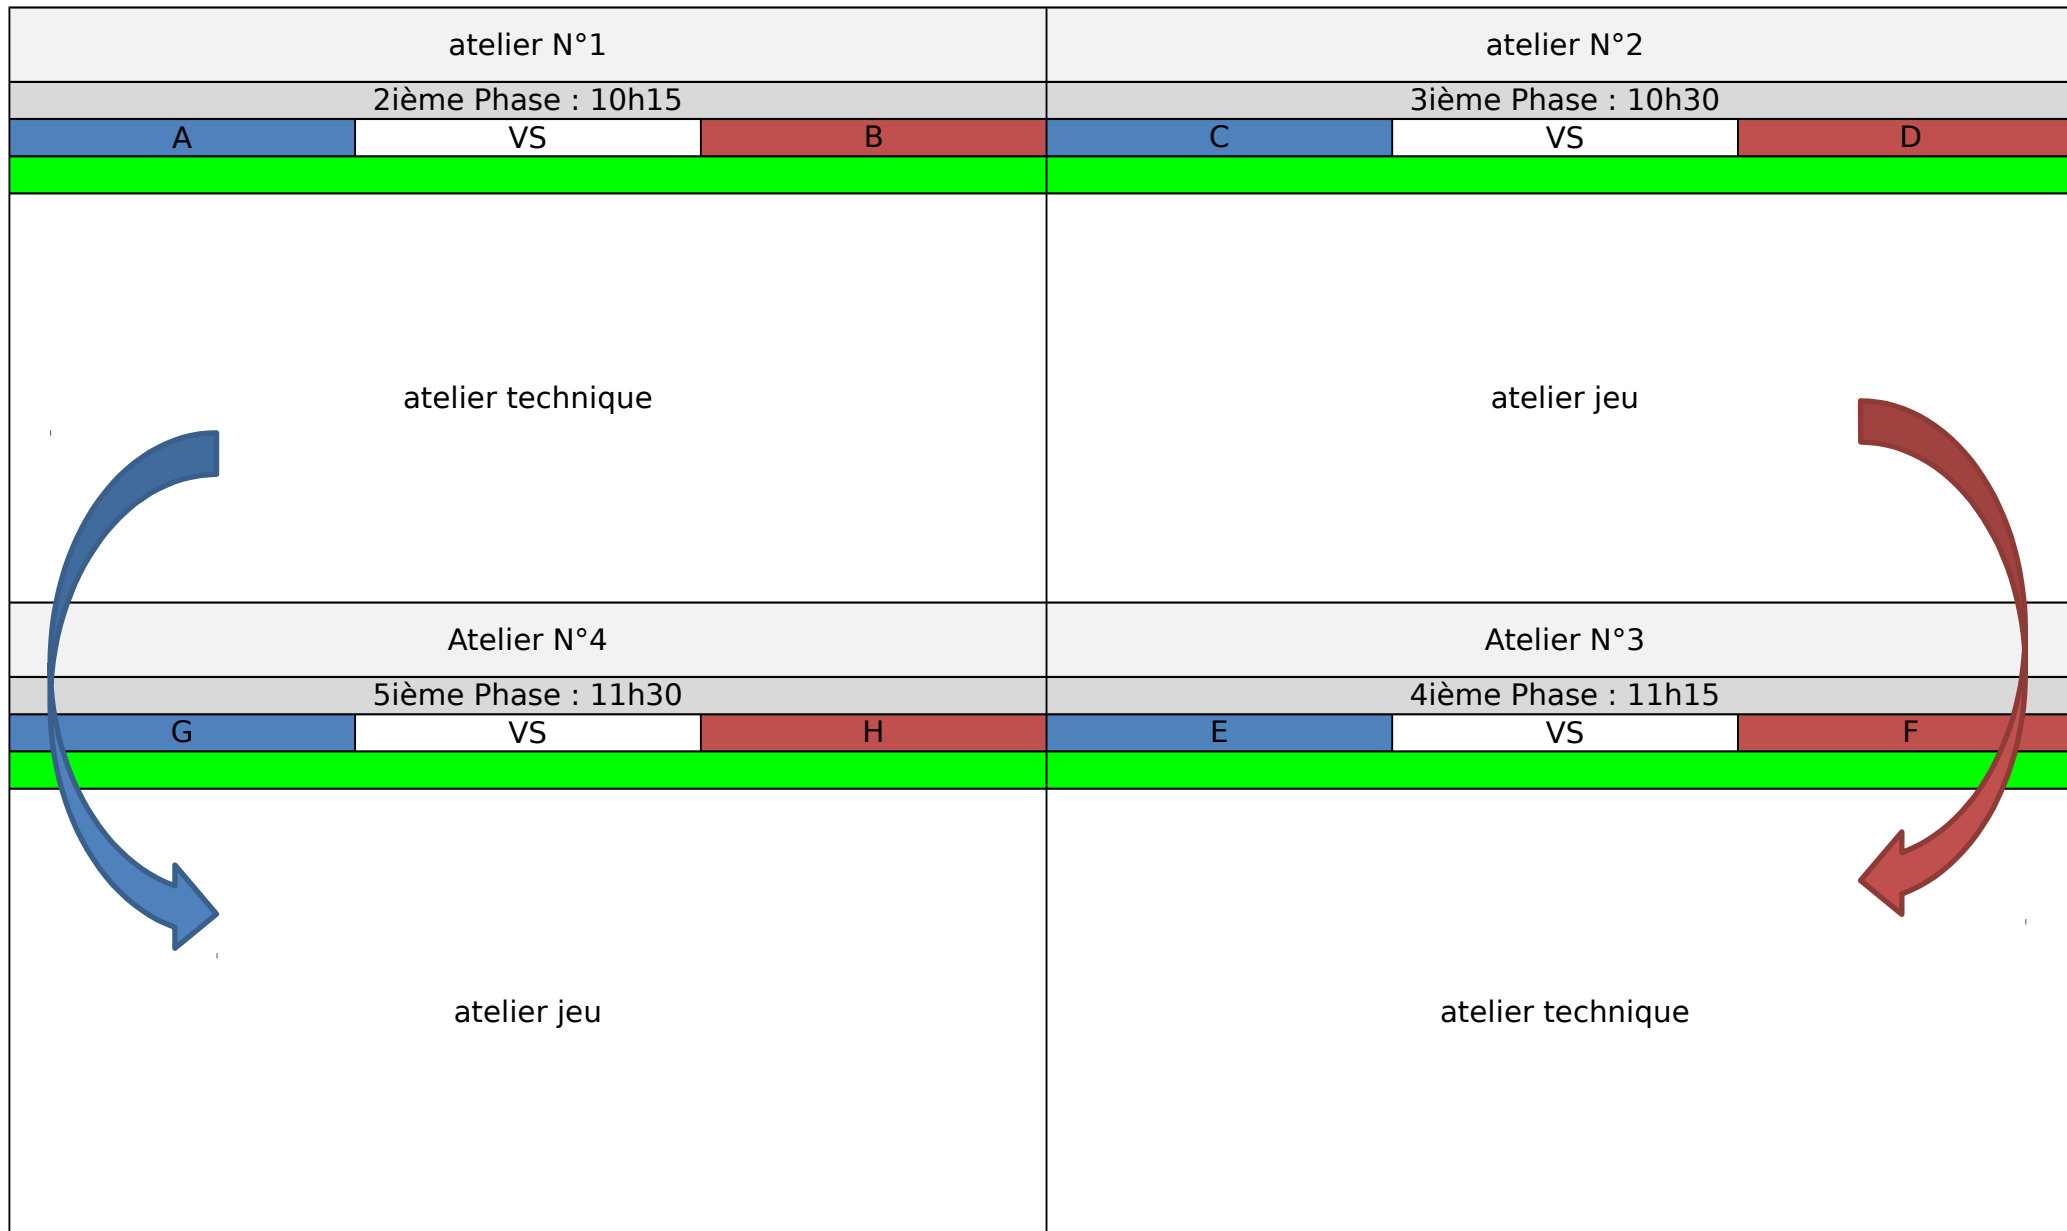 atelier N°1
atelier N°2
2ième Phase : 10h15
3ième Phase : 10h30
A VS B
C VS D
atelier technique
atelier jeu
Atelier N°4
Atelier N°3
5ième Phase : 11h30
4ième Phase : 11h15
G VS H
E VS F
atelier jeu
atelier technique